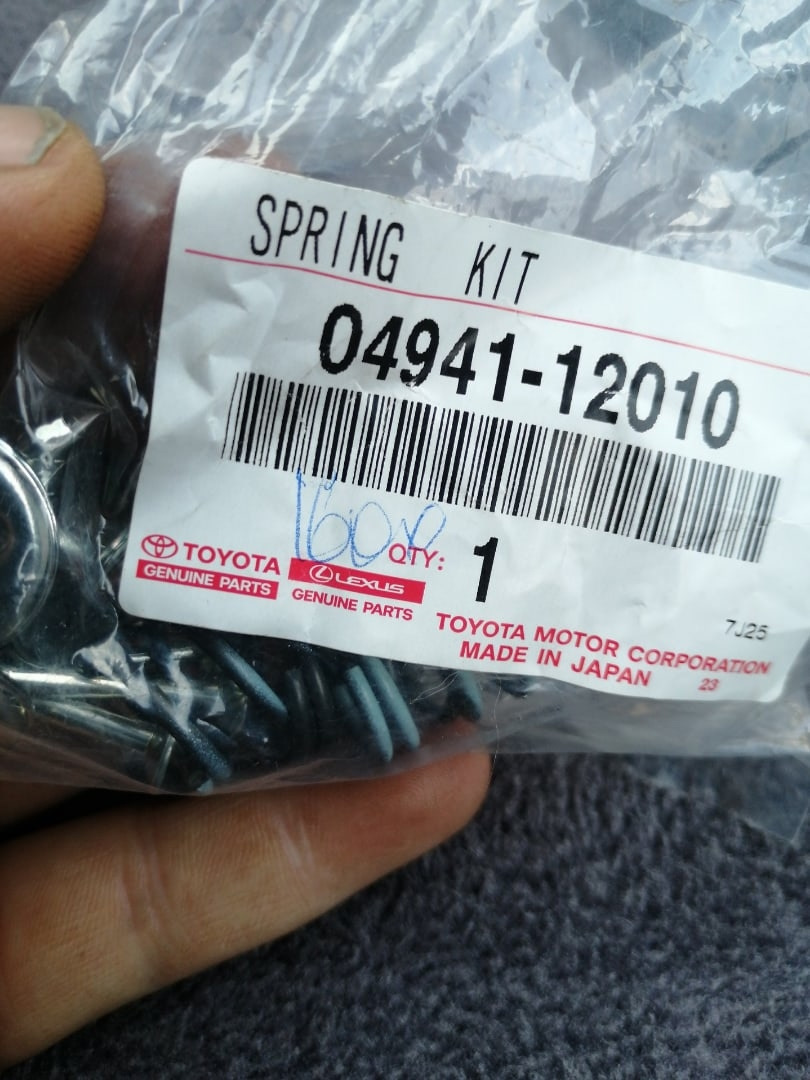 SPRING KIT
04941-12010
TOYOTA
GENUINE PARTS
LEXUS
GENUINE PARTS
QTY: 1
7J25
TOYOTA MOTOR CORPORATION
MADE IN JAPAN 23